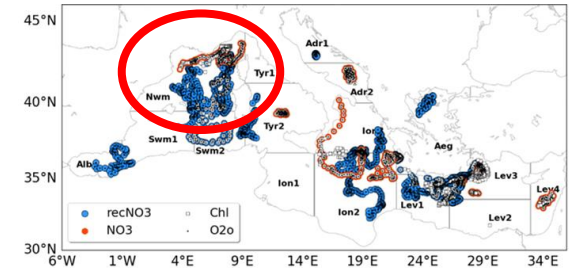 45°N
40°N
35°N
30°N
6°W 1°W 4°E 9°E 14°E 19°E 24°E 29°E 34°E
Adr1
Tyr1
Adr2
Nwm
Tyr2
Swm1
Swm2
Ion
Aeg
Alb
Ion1
Lev3
Lev4
Ion2
Lev1
Lev2
recNO3 Chl
NO3 O2o